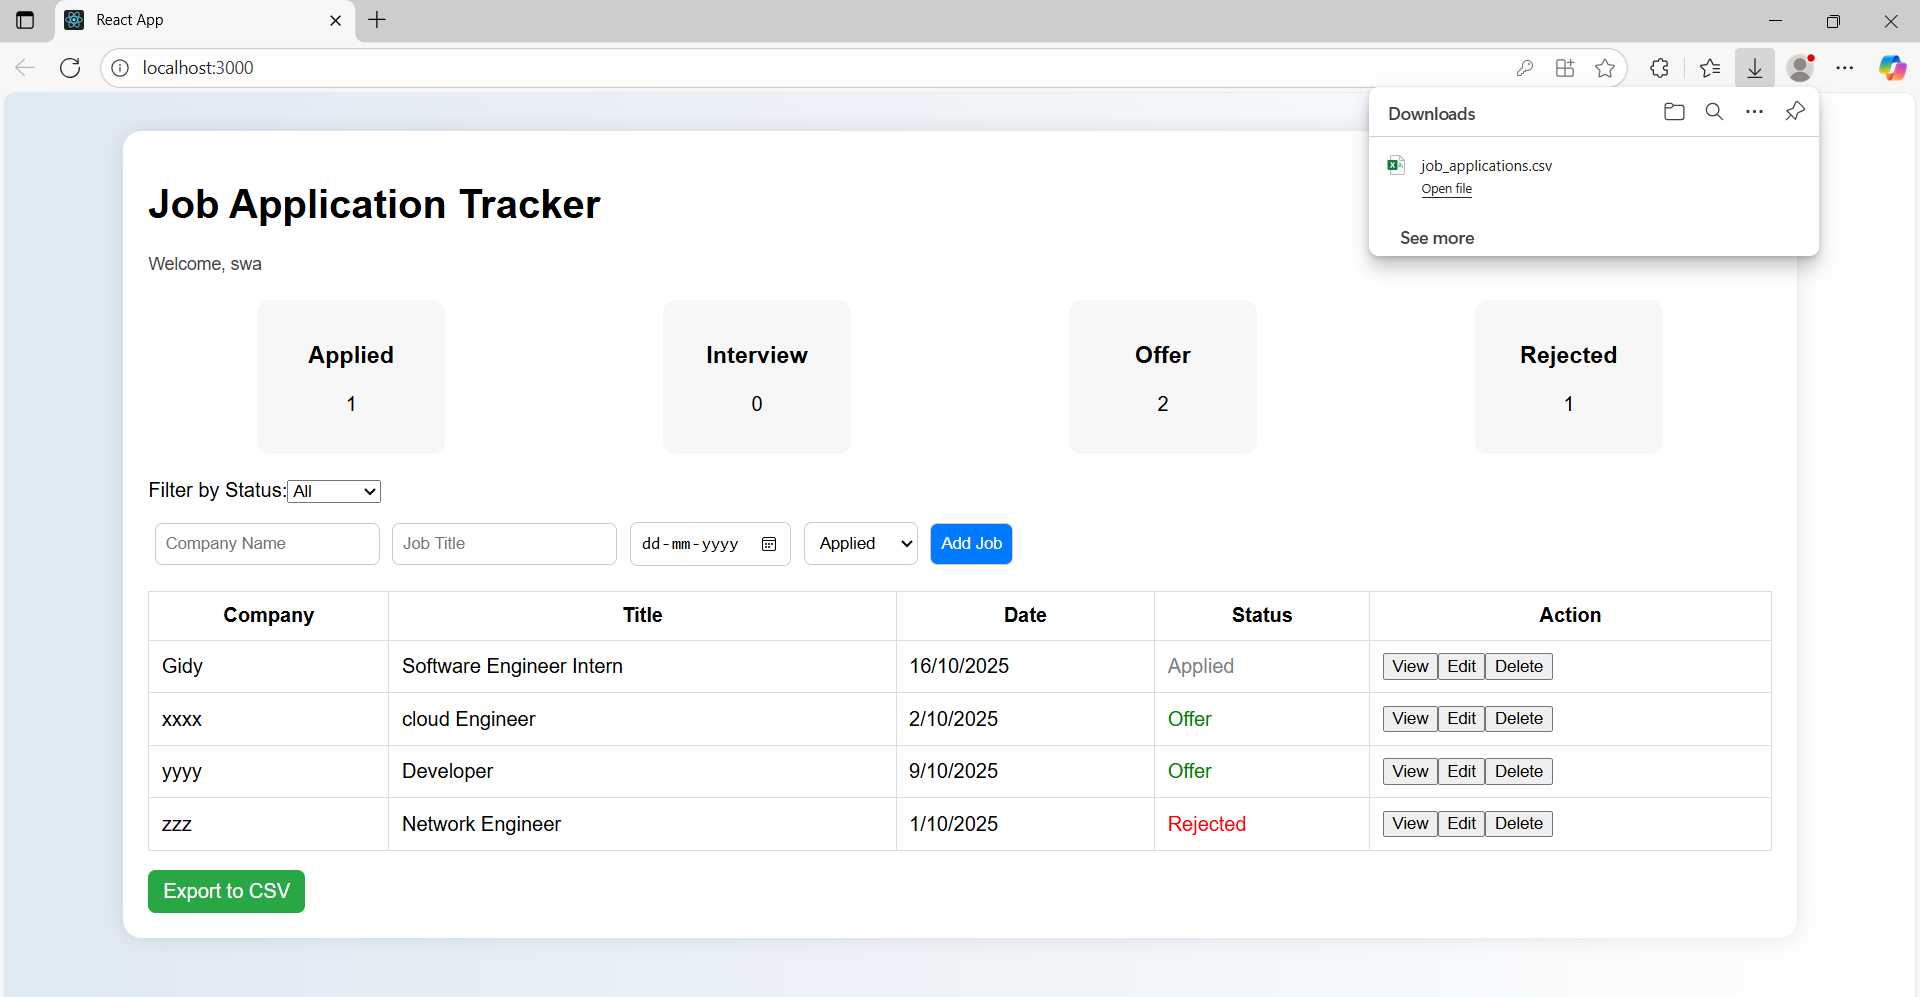 React App
localhost:3000
Downloads
job_applications.csv
Open file
See more
Job Application Tracker
Welcome, swa
Applied Interview Offer Rejected
1 0 2 1
Filter by Status: All
Company Name Job Title dd-mm-yyyy Applied Add Job
Company Title Date Status Action
Gidy Software Engineer Intern 16/10/2025 Applied View Edit Delete
xxxx cloud Engineer 2/10/2025 Offer View Edit Delete
yyyy Developer 9/10/2025 Offer View Edit Delete
zzz Network Engineer 1/10/2025 Rejected View Edit Delete
Export to CSV